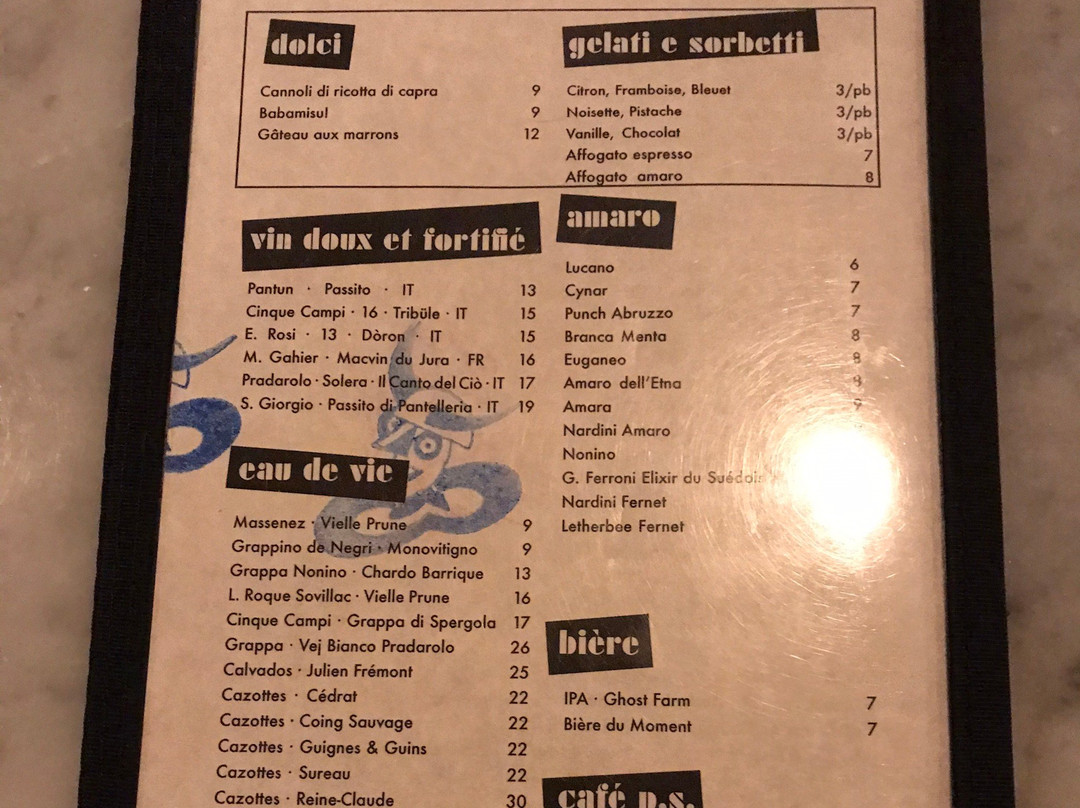 dolci
Cannoli di ricotta di capra 9
Babamisul 9
Gâteau aux marrons 12
gelati e sorbetti
Citron, Framboise, Bleuet 3/pb
Noisette, Pistache 3/pb
Vanille, Chocolat 3/pb
Affogato espresso 7
Affogato amaro 8
vin doux et fortifié
Pantun · Passito · IT 13
Cinque Campi · 16 · Tribüle · IT 15
E. Rosi · 13 · Dòron · IT 15
M. Gahier · Macvin du Jura · FR 16
Pradarolo · Solera · Il Canto del Ciò · IT 17
S. Giorgio · Passito di Pantelleria · IT 19
eau de vie
Massenez · Vielle Prune 9
Grappino de Negri · Monovitigno 9
Grappa Nonino · Chardo Barrique 13
L. Roque Sovillac · Vielle Prune 16
Cinque Campi · Grappa di Spergola 17
Grappa · Vej Bianco Pradarolo 26
Calvados · Julien Frémont 25
Cazottes · Cédrat 22
Cazottes · Coing Sauvage 22
Cazottes · Guignes & Guins 22
Cazottes · Sureau 22
Cazottes · Reine-Claude 30
amaro
Lucano 6
Cynar 7
Punch Abruzzo 7
Branca Menta 8
Euganeo 8
Amaro dell'Etna
Amara 9
Nardini Amaro
Nonino
G. Ferroni Elixir du Suédois
Nardini Fernet
Letherbee Fernet
bière
IPA · Ghost Farm 7
Bière du Moment 7
café p.s.